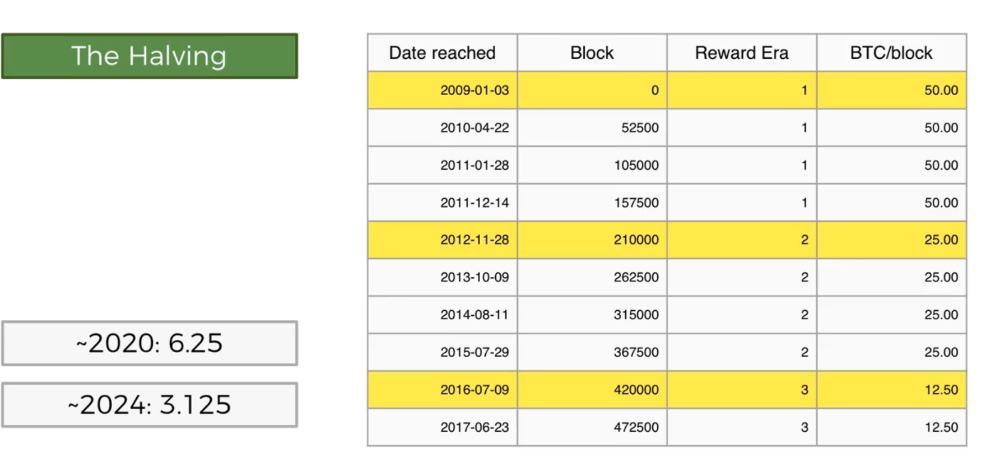 The Halving
~2020: 6.25
~2024: 3.125
Date reached Block Reward Era BTC/block
2009-01-03 0 1 50.00
2010-04-22 52500 1 50.00
2011-01-28 105000 1 50.00
2011-12-14 157500 1 50.00
2012-11-28 210000 2 25.00
2013-10-09 262500 2 25.00
2014-08-11 315000 2 25.00
2015-07-29 367500 2 25.00
2016-07-09 420000 3 12.50
2017-06-23 472500 3 12.50